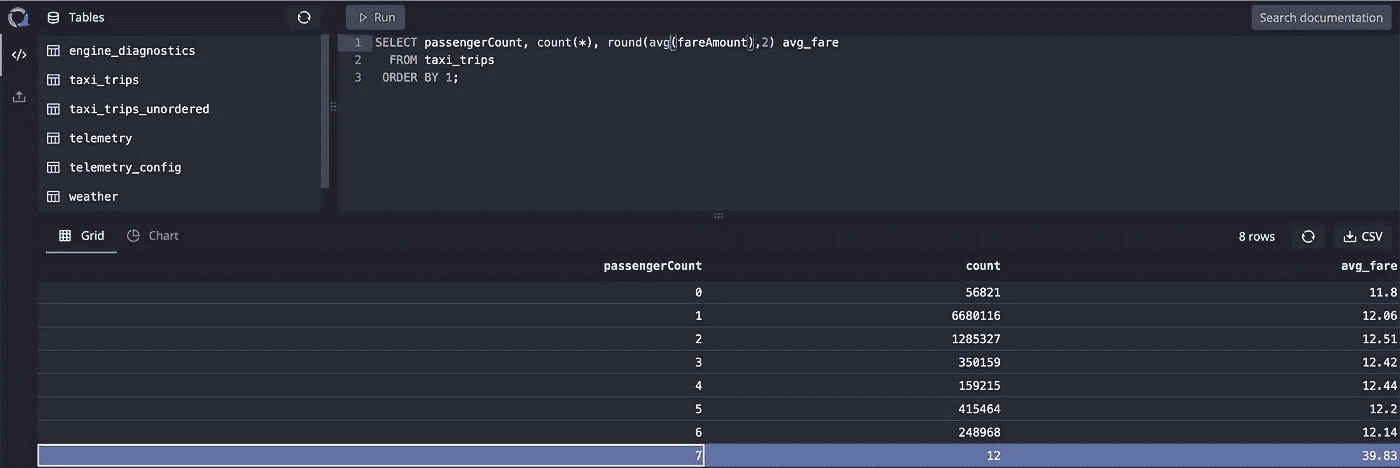 Tables
Run
Search documentation
engine_diagnostics
taxi_trips
taxi_trips_unordered
telemetry
telemetry_config
weather
1 SELECT passengerCount, count(*), round(avg(fareAmount),2) avg_fare
2 FROM taxi_trips
3 ORDER BY 1;
Grid Chart 8 rows CSV
passengerCount count avg_fare
0 56821 11.8
1 6680116 12.06
2 1285327 12.51
3 350159 12.42
4 159215 12.44
5 415464 12.2
6 248968 12.14
7 12 39.83